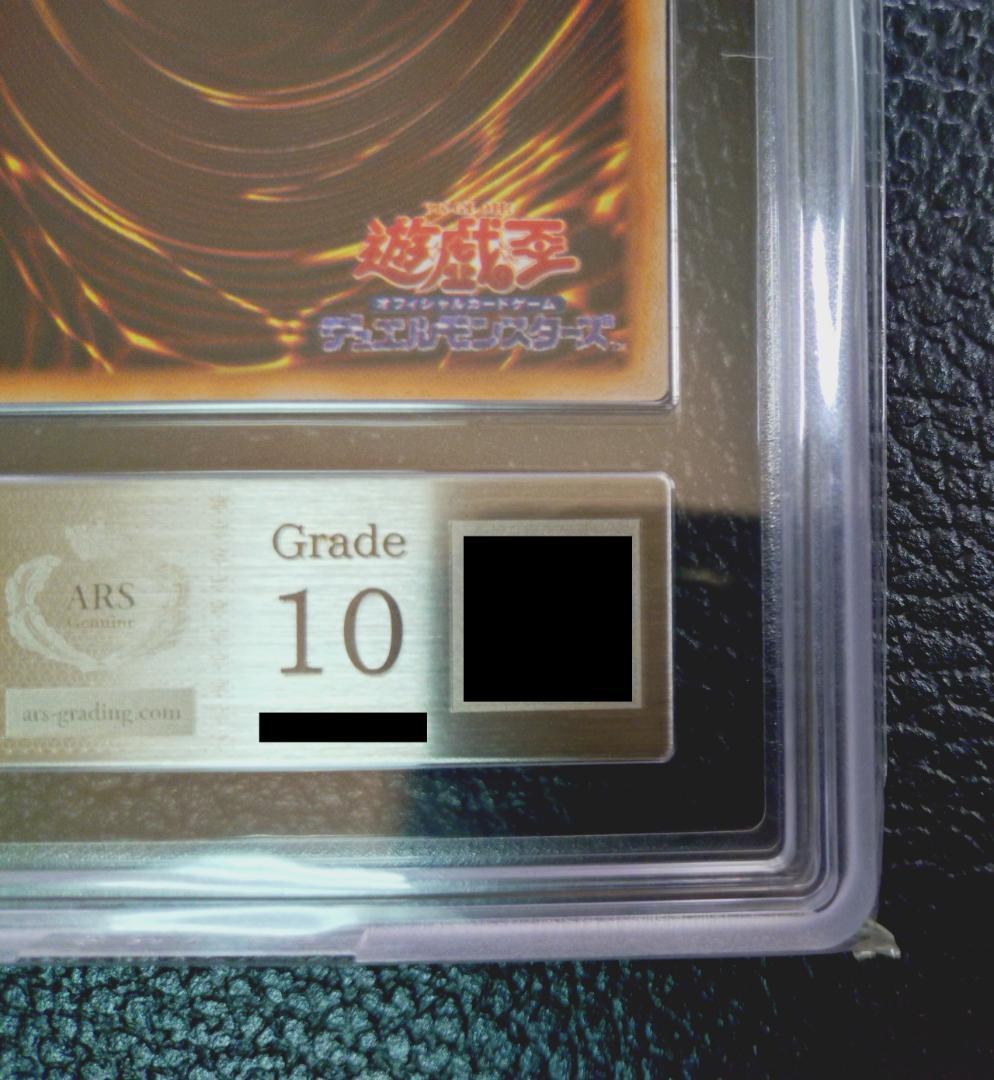 遊戯王
オフィシャルカードゲーム
デュエルモンスターズ
ARS
Genuine
ars-grading.com
Grade
10